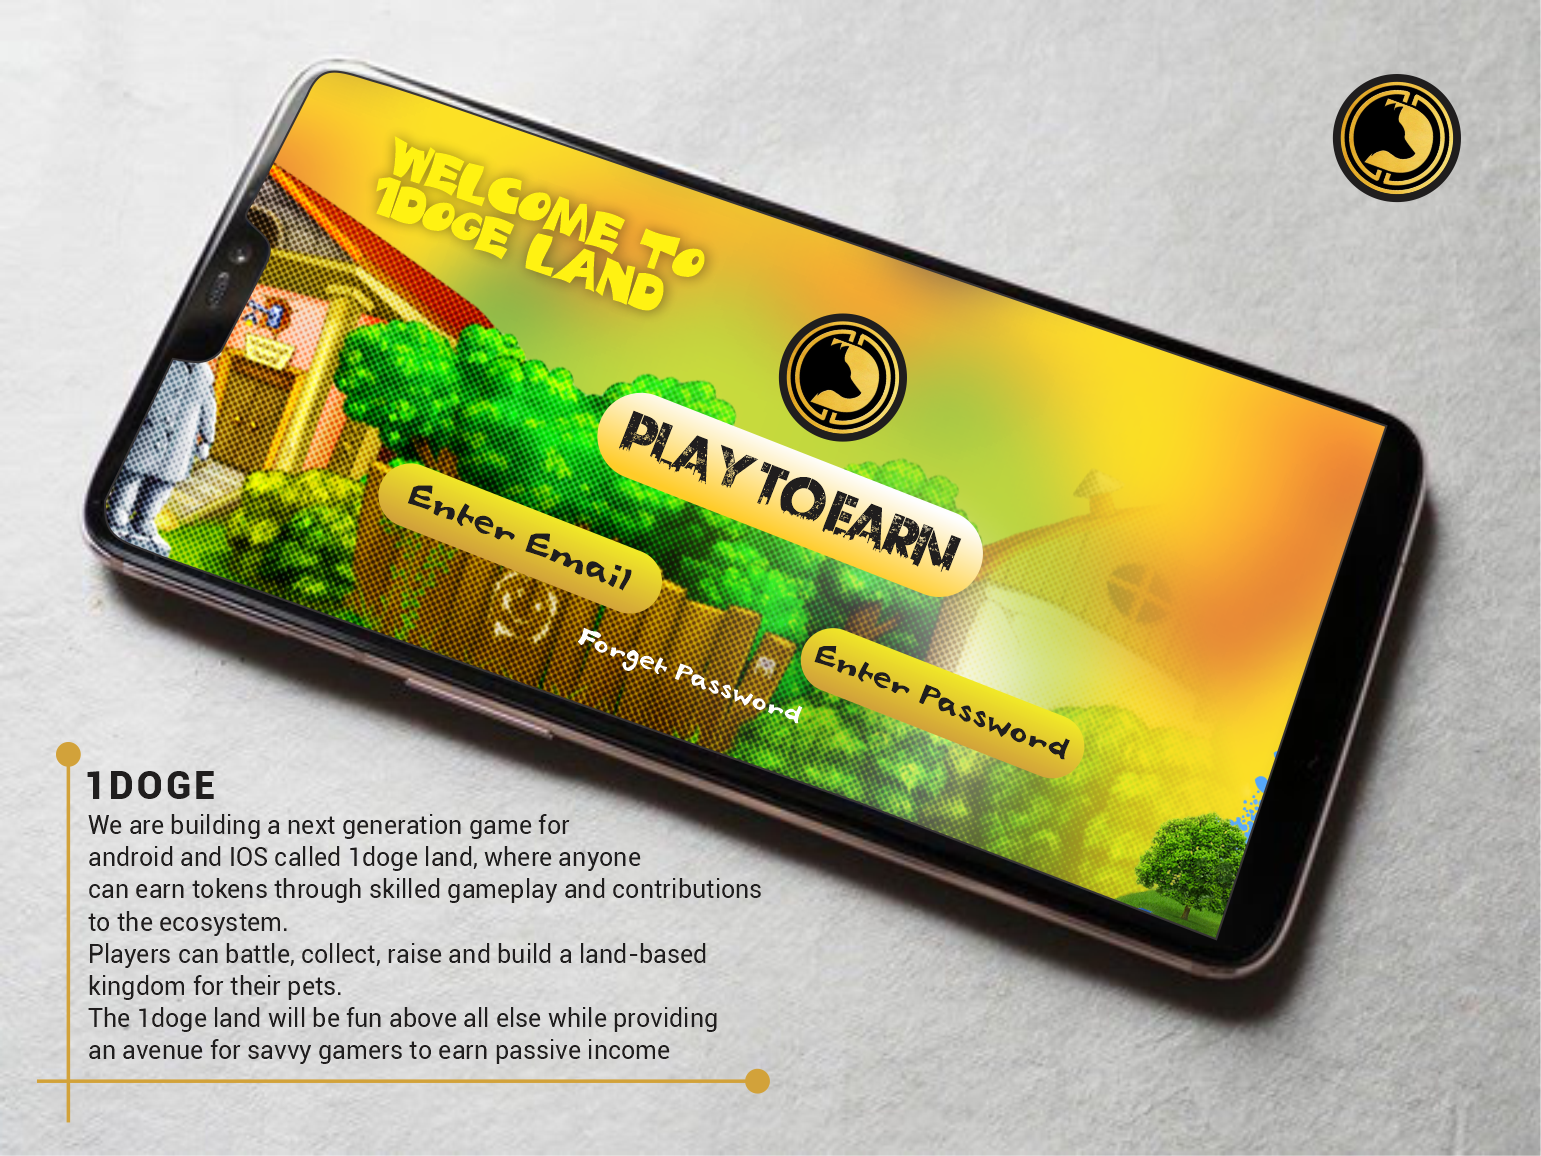 WELCOME TO
1DOGE LAND
PLAY TO EARN
Enter Email
Forget Password
Enter Password
1DOGE
We are building a next generation game for
android and IOS called 1doge land, where anyone
can earn tokens through skilled gameplay and contributions
to the ecosystem.
Players can battle, collect, raise and build a land-based
kingdom for their pets.
The 1doge land will be fun above all else while providing
an avenue for savvy gamers to earn passive income